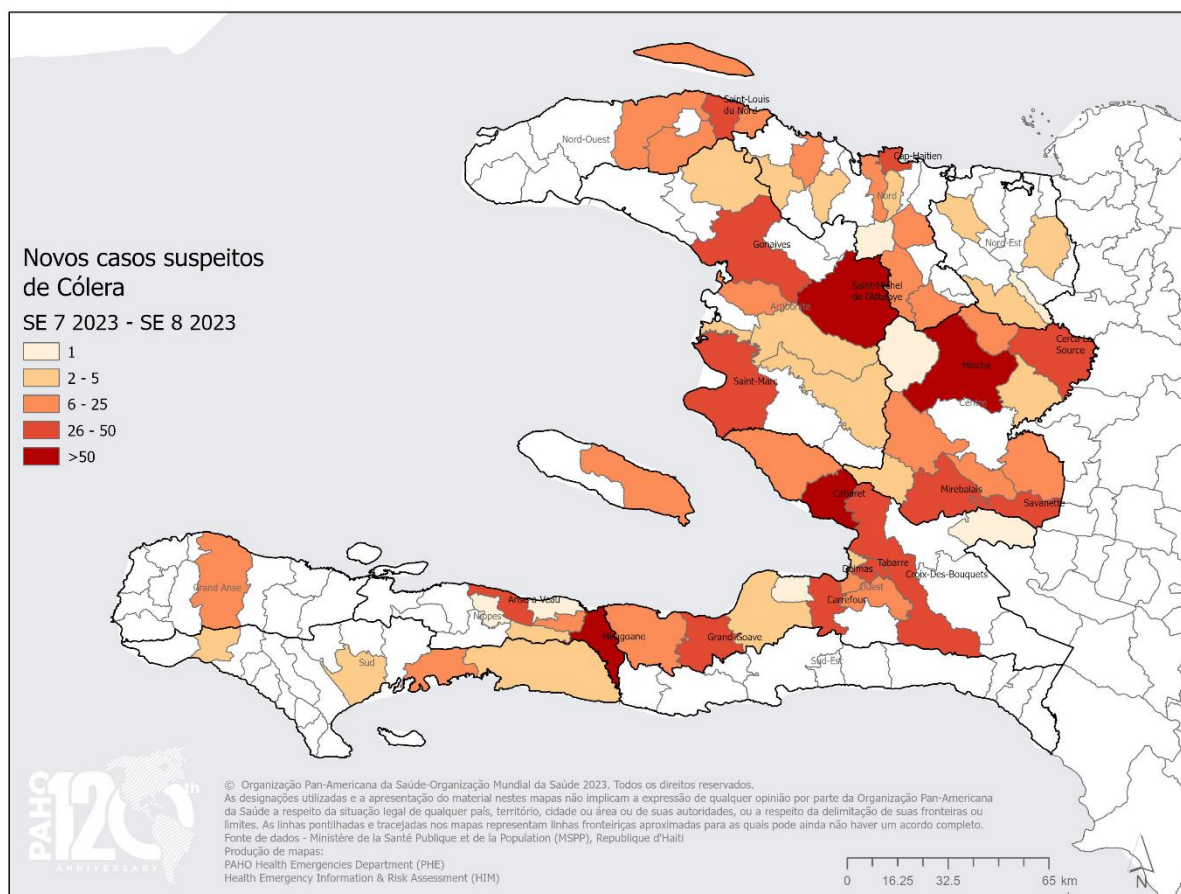 Saint-Louis
du Nord
Nord-Ouest
Cap-Haïtien
Nord
Nord-Est
Gonaives
Novos casos suspeitos
de Cólera
SE 7 2023 - SE 8 2023
1
2 - 5
6 - 25
26 - 50
>50
Saint-Michel
de l'Attalaye
Artibonite
Cerca La
Source
Hinche
Saint-Marc
Centre
Mirebalais
Cabaret
Savanette
Tabarre
Delmas
Croix-Des-Bouquets
Ouest
Grand Anse
Anse-a-Veau
Nippes
Carrefour
Miragoane
Grand-Goave
Sud
Sud-Est
PAHO 120th
ANNIVERSARY
© Organização Pan-Americana da Saúde-Organização Mundial da Saúde 2023. Todos os direitos reservados.
As designações utilizadas e a apresentação do material nestes mapas não implicam a expressão de qualquer opinião por parte da Organização Pan-Americana
da Saúde a respeito da situação legal de qualquer país, território, cidade ou área ou de suas autoridades, ou a respeito da delimitação de suas fronteiras ou
limites. As linhas pontilhadas e tracejadas nos mapas representam linhas fronteiriças aproximadas para as quais pode ainda não haver um acordo completo.
Fonte de dados - Ministère de la Santé Publique et de la Population (MSPP), Republique d'Haiti
Produção de mapas:
PAHO Health Emergencies Department (PHE)
Health Emergency Information & Risk Assessment (HIM)
0 16.25 32.5 65 km
N